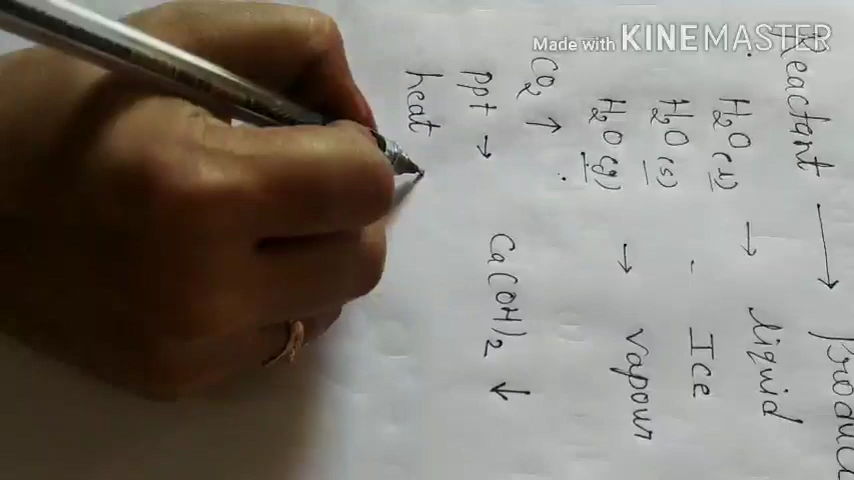 Made with KINEMASTER
Reactant → Product
H₂O (l) → liquid
H₂O (s) - Ice
H₂O (g) → vapour
CO₂ ↑
ppt → Ca(OH)₂ ↓
heat